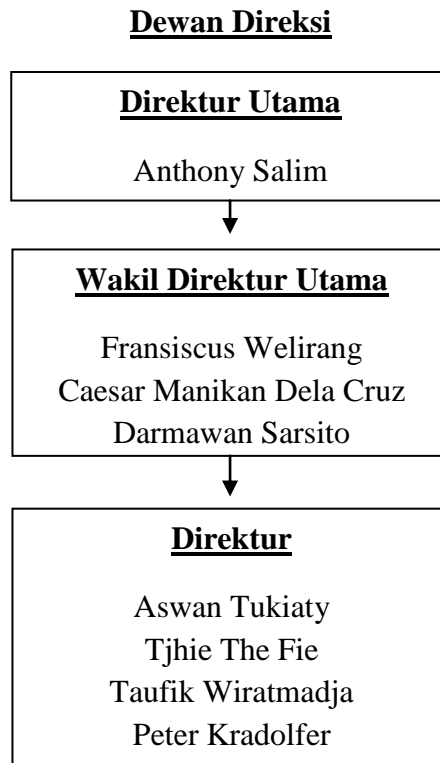 Dewan Direksi
Direktur Utama
Anthony Salim
Wakil Direktur Utama
Fransiscus Welirang
Caesar Manikan Dela Cruz
Darmawan Sarsito
Direktur
Aswan Tukiaty
Tjhie The Fie
Taufik Wiratmadja
Peter Kradolfer